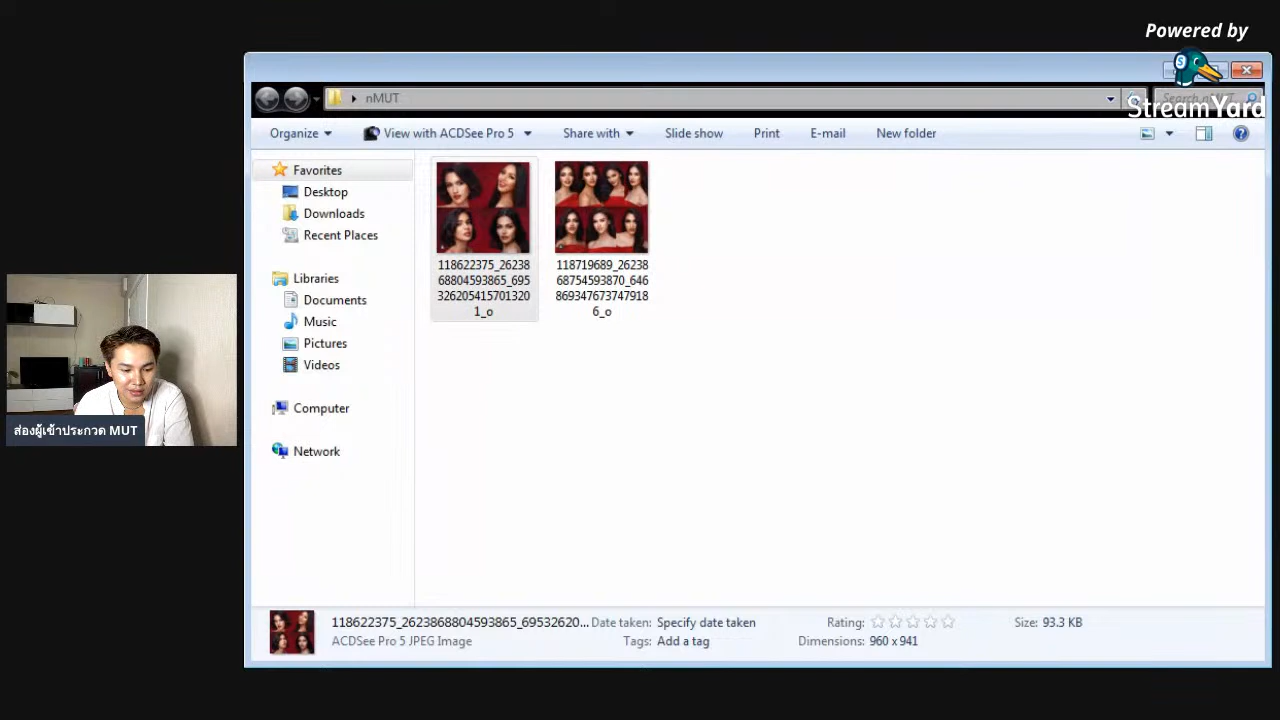 Powered by
StreamYard
nMUT
Organize
View with ACDSee Pro 5
Share with
Slide show
Print
E-mail
New folder
Favorites
Desktop
Downloads
Recent Places
Libraries
Documents
Music
Pictures
Videos
Computer
Network
118622375_26238
68804593865_695
326205415701320
1_o
118719689_26238
68754593870_646
869347673747918
6_o
ส่องผู้เข้าประกวด MUT
118622375_2623868804593865_69532620... Date taken: Specify date taken Rating: Size: 93.3 KB
ACDSee Pro 5 JPEG Image Tags: Add a tag Dimensions: 960 x 941